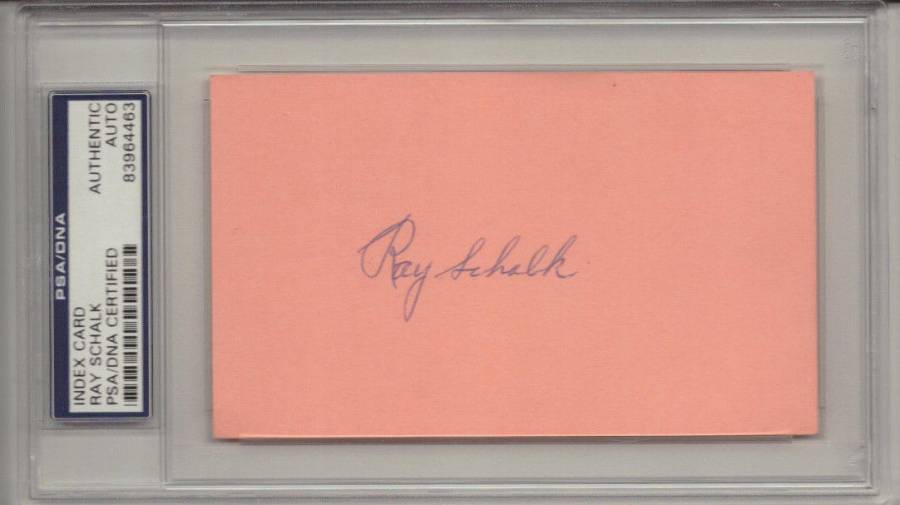 PSA/DNA
INDEX CARD
RAY SCHALK
PSA/DNA CERTIFIED
AUTHENTIC
AUTO
83964463
Ray Schalk